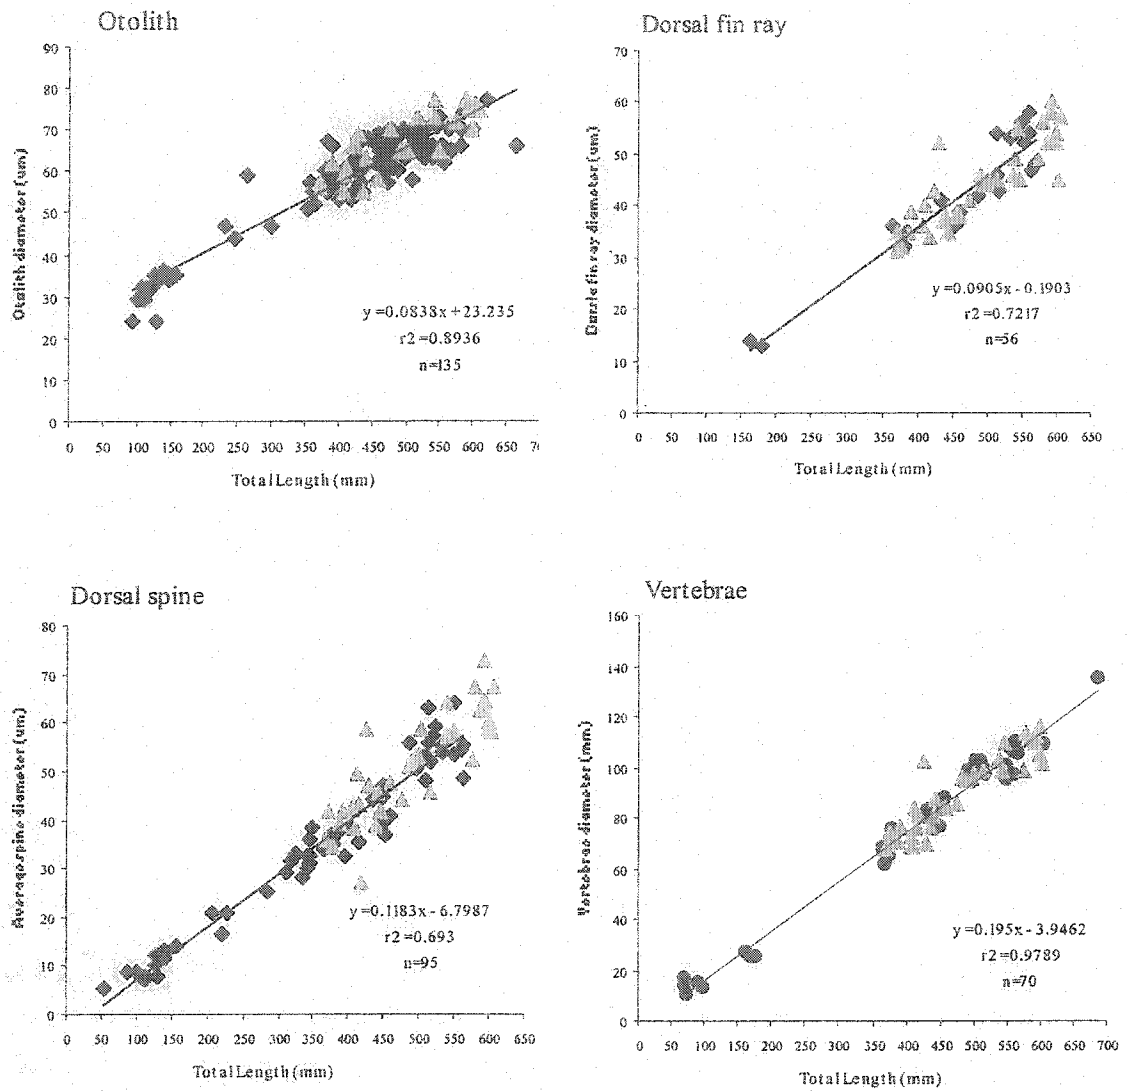 Otolith
90
80
70
60
50
40
30
20
10
0
0 50 100 150 200 250 300 350 400 450 500 550 600 650 70
Otolith diameter (um)
Total Length (mm)
y=0.0838x+23.235
r2=0.8936
n=135
Dorsal fin ray
70
60
50
40
30
20
10
0
0 50 100 150 200 250 300 350 400 450 500 550 600 650
fin ray diameter (um)
Total Length (mm)
y=0.0905x-0.1903
r2=0.7217
n=56
Dorsal spine
80
70
60
50
40
30
20
10
0
0 50 100 150 200 250 300 350 400 450 500 550 600 650
Average spine diameter (um)
Total Length (mm)
y=0.1183x-6.7987
r2=0.693
n=95
Vertebrae
160
140
120
100
80
60
40
20
0
0 50 100 150 200 250 300 350 400 450 500 550 600 650 700
Vertebrae diameter (mm)
Total Length (mm)
y=0.195x-3.9462
r2=0.9789
n=70